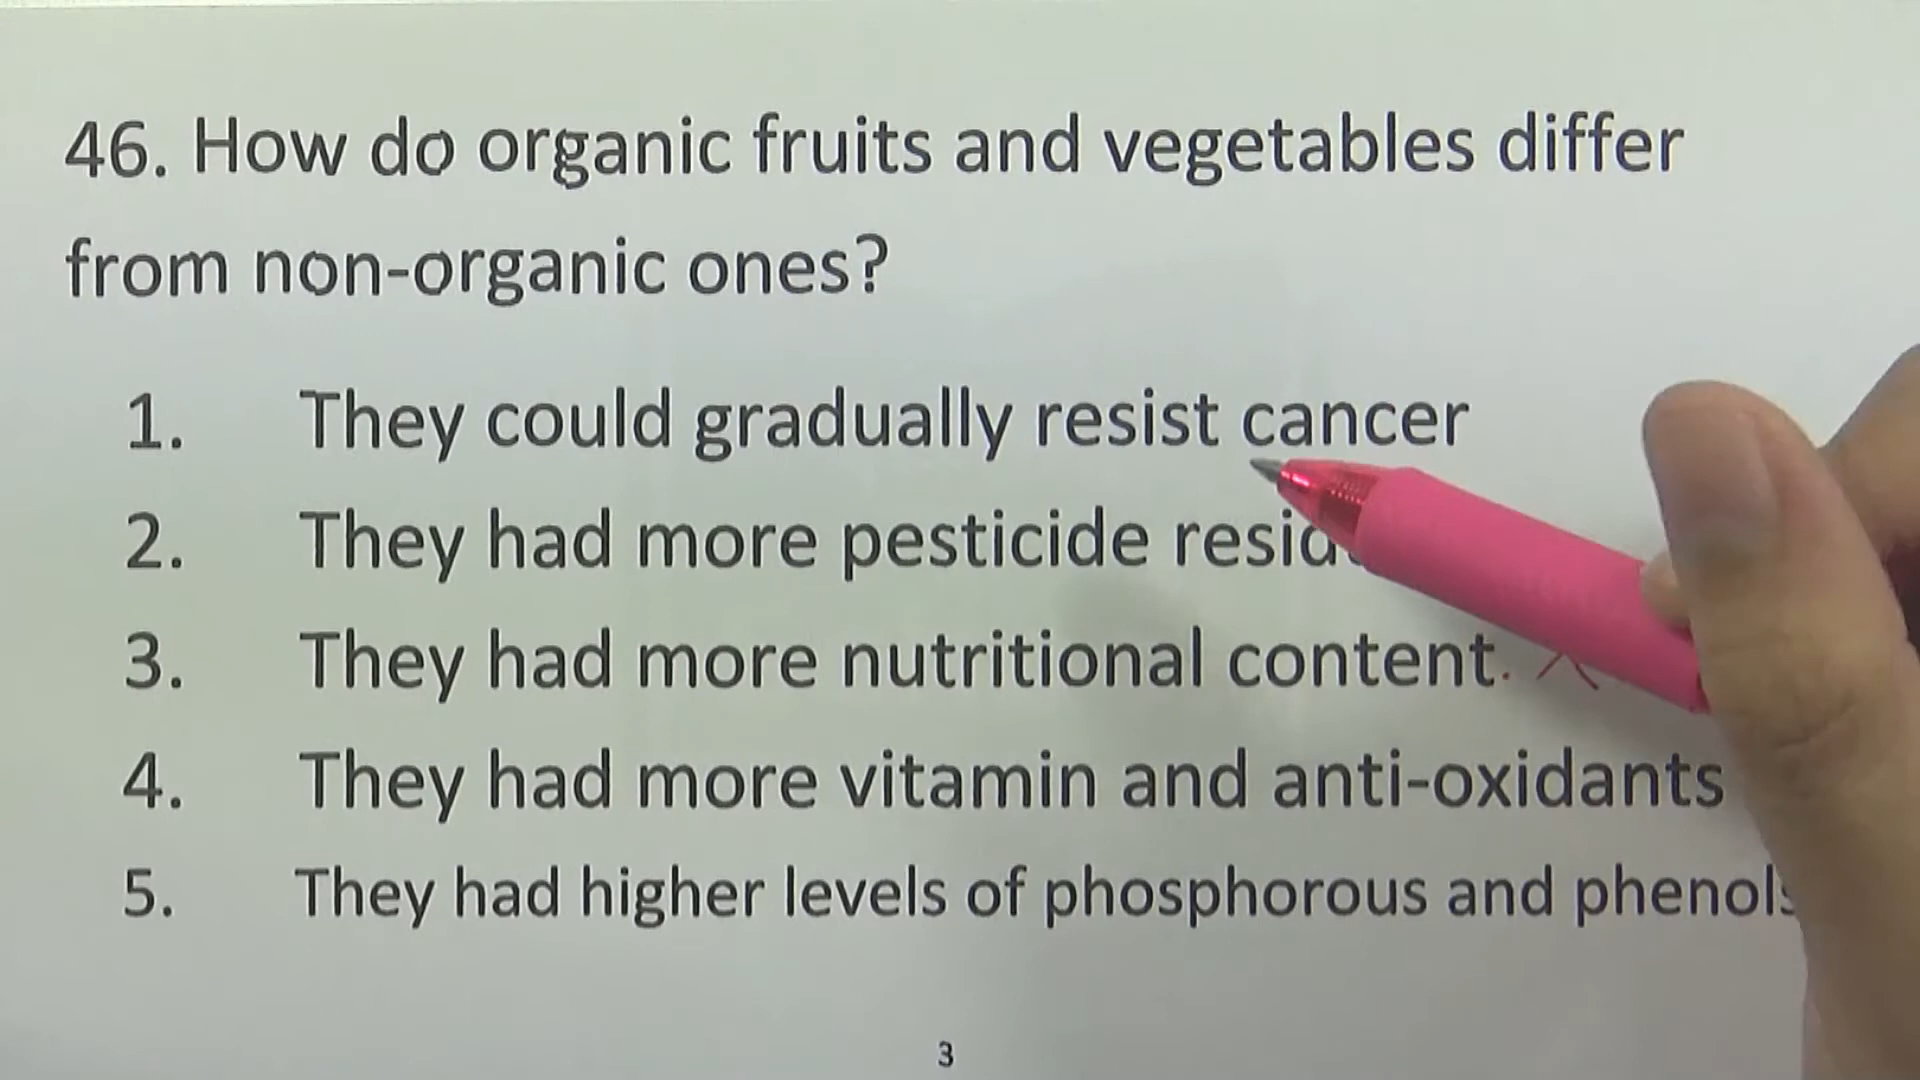 46. How do organic fruits and vegetables differ
from non-organic ones?
1. They could gradually resist cancer
2. They had more pesticide
3. They had more nutritional content.
4. They had more vitamin and anti-oxidants
5. They had higher levels of phosphorous and phenols
3